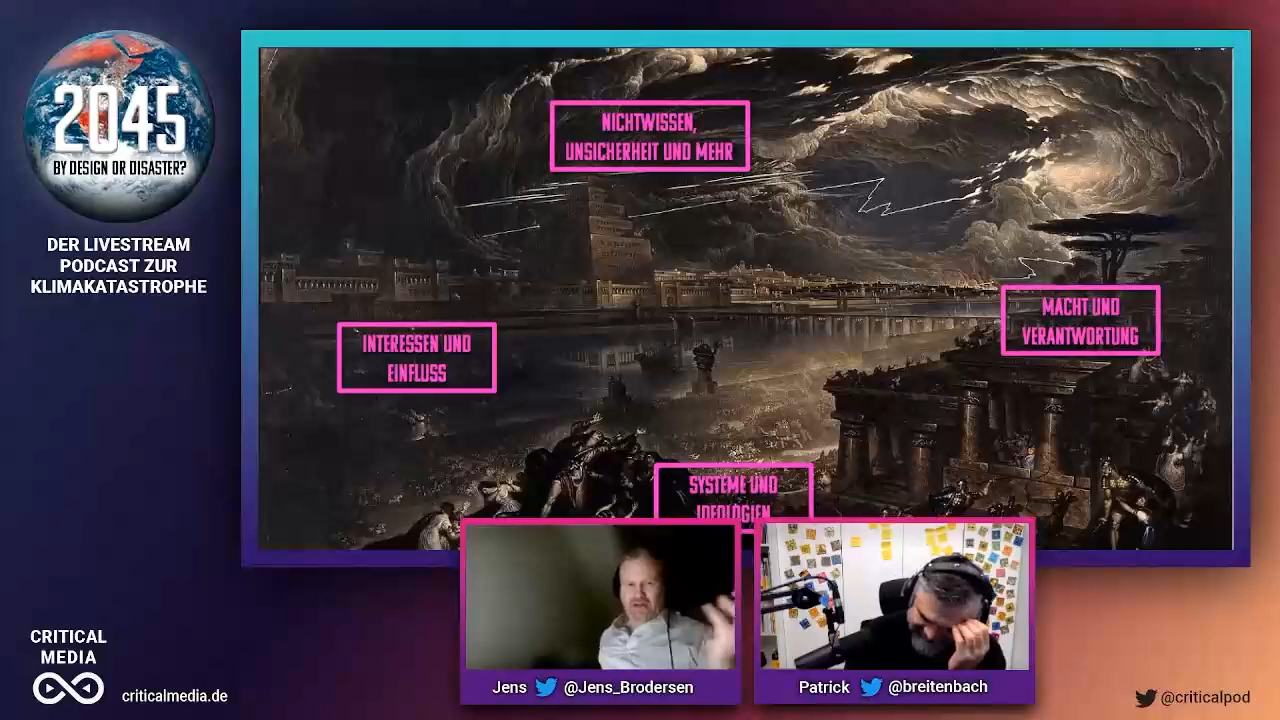 2045
BY DESIGN OR DISASTER?
DER LIVESTREAM
PODCAST ZUR
KLIMAKATASTROPHE
NICHTWISSEN,
UNSICHERHEIT UND MEHR
MACHT UND
VERANTWORTUNG
INTERESSEN UND
EINFLUSS
SYSTEME UND
IDEOLOGIEN
Jens @Jens_Brodersen
Patrick @breitenbach
CRITICAL
MEDIA
criticalmedia.de
@criticalpod